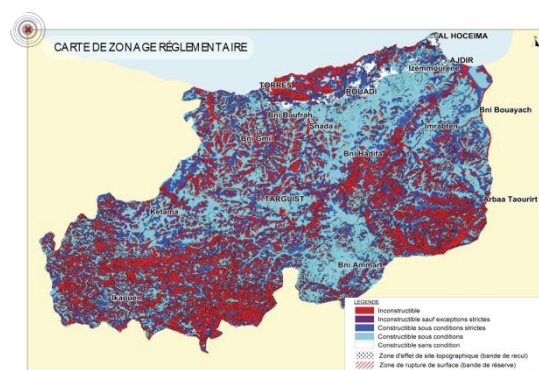 CARTE DE ZONAGE RÉGLEMENTAIRE
AL HOCEIMA
AJDIR
Izemmourene
TORRES
ROUADI
Bni Bouayach
Bni Boufrah
Snada
Imrabten
Bni Gmil
Bni Hadifa
TARGUIST
Arbaa Taourirt
Ketama
Bni Ammart
Ikaouen
LEGENDE
Inconstructible
Inconstructible sauf exceptions strictes
Constructible sous conditions strictes
Constructible sous conditions
Constructible sans condition
Zone d'effet de site topographique (bande de recul)
Zone de rupture de surface (bande de réserve)